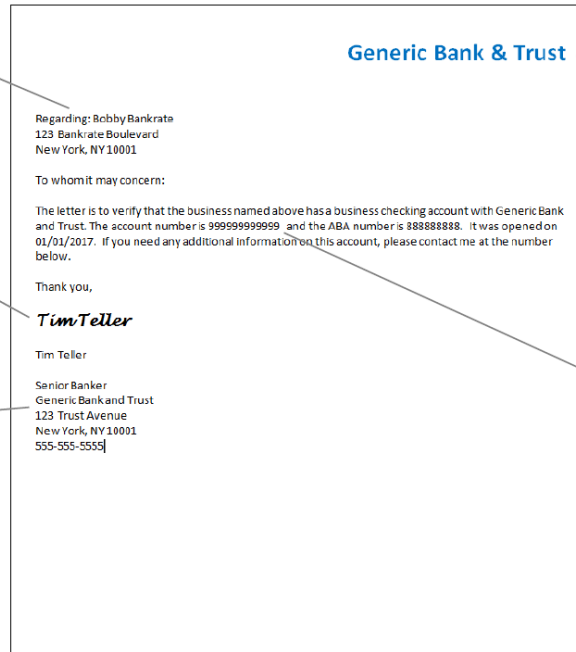 Generic Bank & Trust
Regarding: Bobby Bankrate
123 Bankrate Boulevard
New York, NY 10001
To whom it may concern:
The letter is to verify that the business named above has a business checking account with Generic Bank
and Trust. The account number is 999999999999 and the ABA number is 888888888. It was opened on
01/01/2017. If you need any additional information on this account, please contact me at the number
below.
Thank you,
Tim Teller
Tim Teller
Senior Banker
Generic Bank and Trust
123 Trust Avenue
New York, NY 10001
555-555-5555